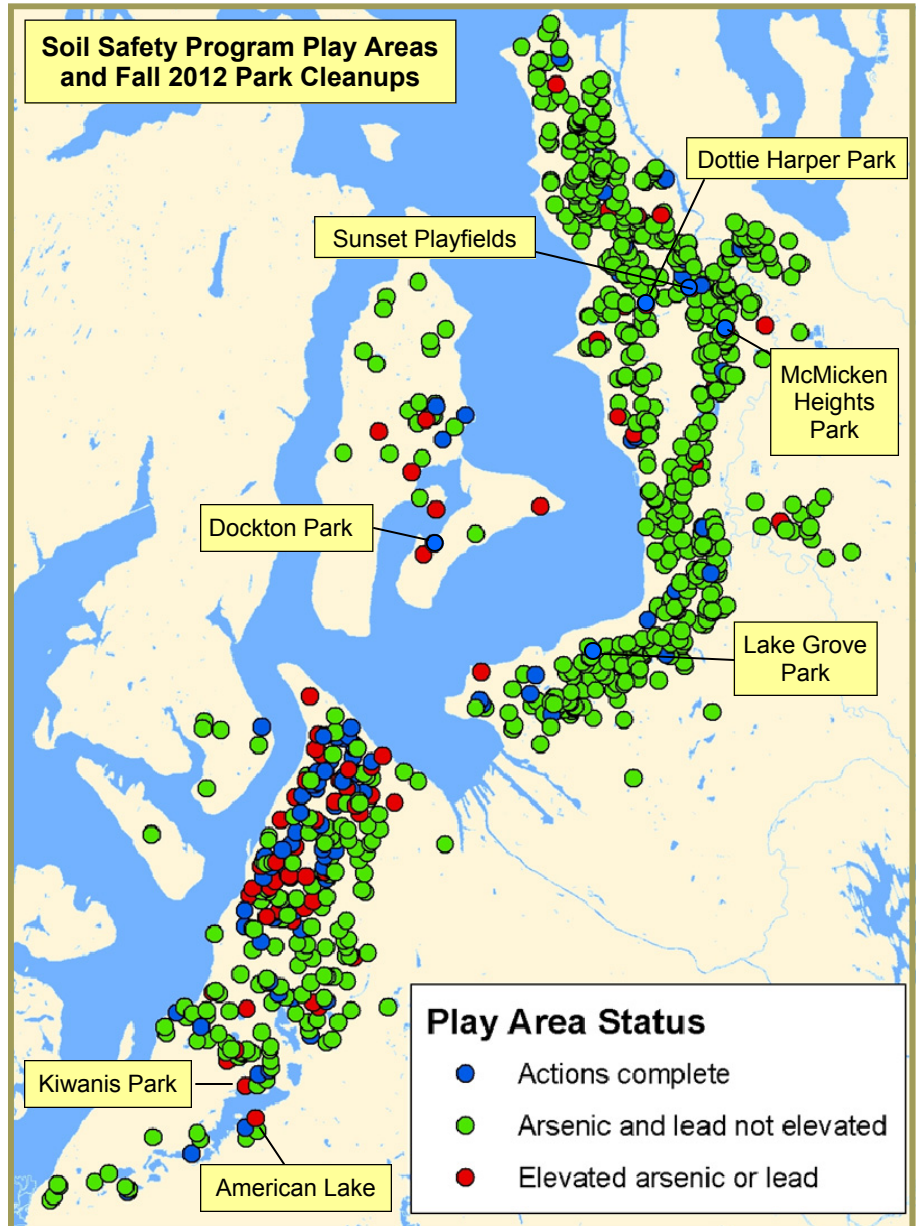 Soil Safety Program Play Areas
and Fall 2012 Park Cleanups
Dottie Harper Park
Sunset Playfields
McMicken
Heights
Park
Dockton Park
Lake Grove
Park
Kiwanis Park
American Lake
Play Area Status
Actions complete
Arsenic and lead not elevated
Elevated arsenic or lead